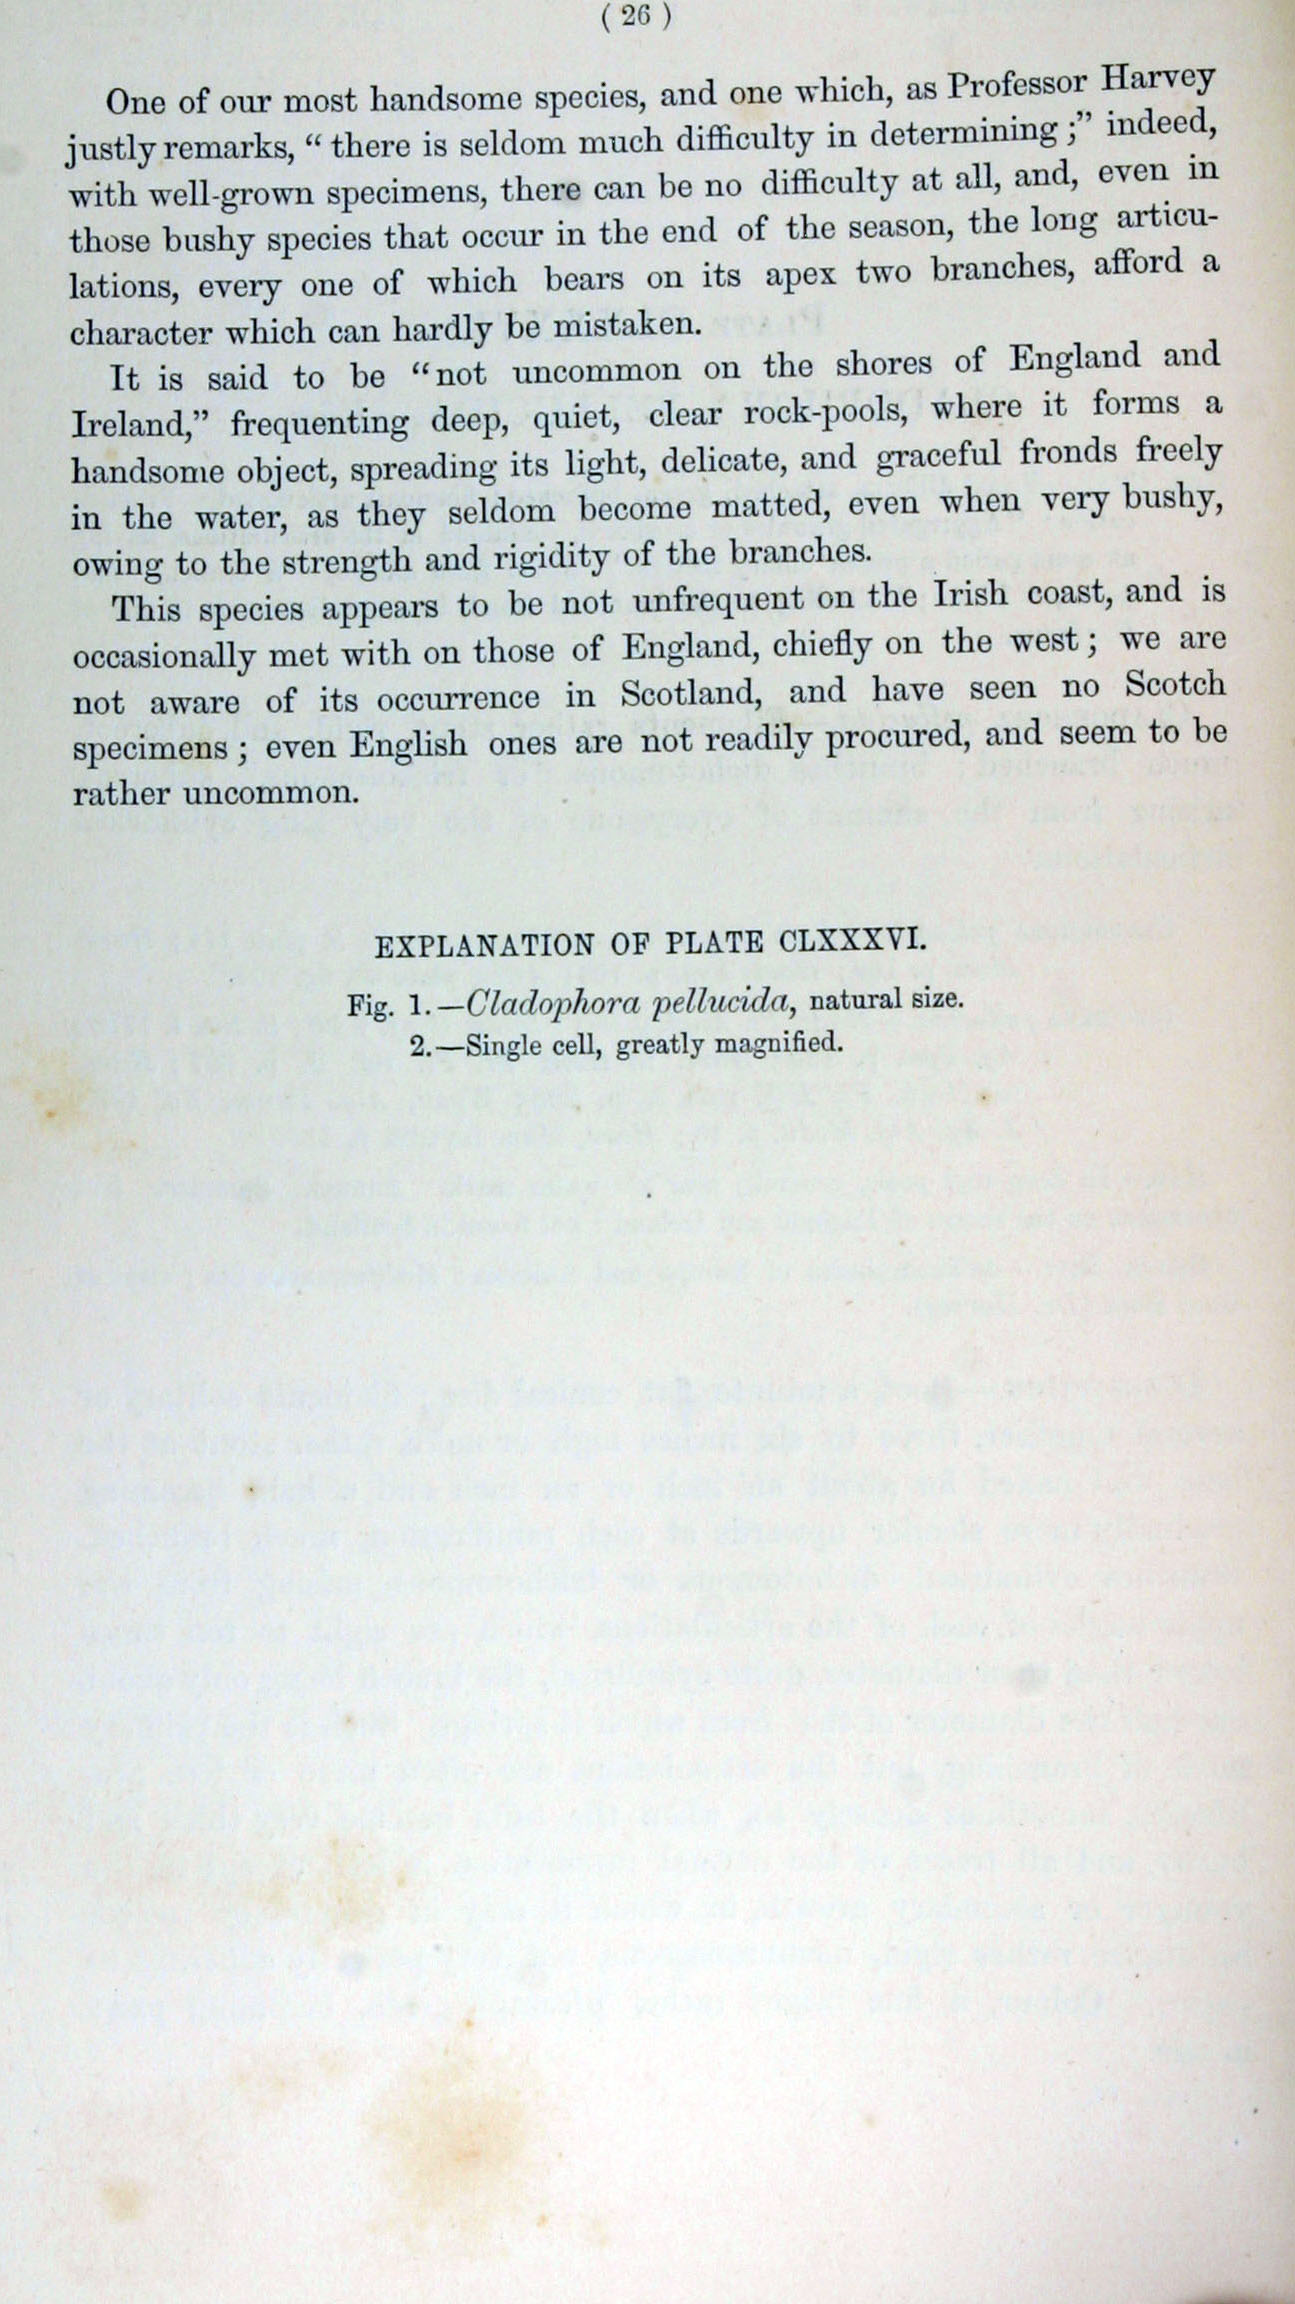 ( 26 )
One of our most handsome species, and one which, as Professor Harvey
justly remarks, “ there is seldom much difficulty in determining ;” indeed,
with well-grown specimens, there can be no difficulty at all, and, even in
those bushy species that occur in the end of the season, the long articu-
lations, every one of which bears on its apex two branches, afford a
character which can hardly be mistaken.
It is said to be “not uncommon on the shores of England and
Ireland,” frequenting deep, quiet, clear rock-pools, where it forms a
handsome object, spreading its light, delicate, and graceful fronds freely
in the water, as they seldom become matted, even when very bushy,
owing to the strength and rigidity of the branches.
This species appears to be not unfrequent on the Irish coast, and is
occasionally met with on those of England, chiefly on the west ; we are
not aware of its occurrence in Scotland, and have seen no Scotch
specimens ; even English ones are not readily procured, and seem to be
rather uncommon.
EXPLANATION OF PLATE CLXXXVI.
Fig. 1.—Cladophora pellucida, natural size.
2.—Single cell, greatly magnified.